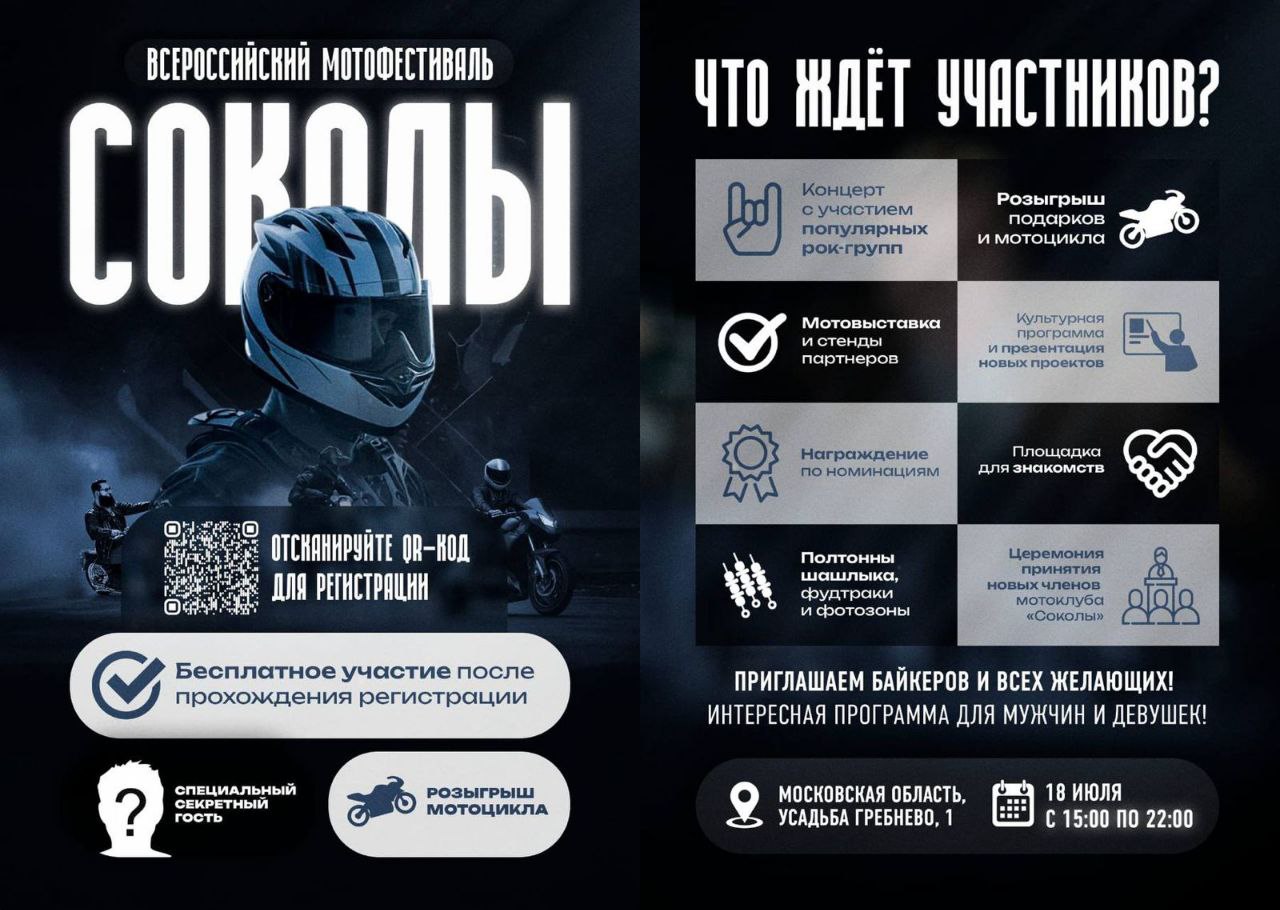 ВСЕРОССИЙСКИЙ МОТОФЕСТИВАЛЬ
СОКОЛЫ
ОТСКАНИРУЙТЕ QR-КОД
ДЛЯ РЕГИСТРАЦИИ
Бесплатное участие после
прохождения регистрации
?
СПЕЦИАЛЬНЫЙ
СЕКРЕТНЫЙ
ГОСТЬ
РОЗЫГРЫШ
МОТОЦИКЛА
ЧТО ЖДЁТ УЧАСТНИКОВ?
Концерт
с участием
популярных
рок-групп
Розыгрыш
подарков
и мотоцикла
Мотовыставка
и стенды
партнеров
Культурная
программа
и презентация
новых проектов
Награждение
по номинациям
Площадка
для знакомств
Полтонны
шашлыка,
фудтраки
и фотозоны
Церемония
принятия
новых членов
мотоклуба
«Соколы»
ПРИГЛАШАЕМ БАЙКЕРОВ И ВСЕХ ЖЕЛАЮЩИХ!
ИНТЕРЕСНАЯ ПРОГРАММА ДЛЯ МУЖЧИН И ДЕВУШЕК!
МОСКОВСКАЯ ОБЛАСТЬ,
УСАДЬБА ГРЕБНЕВО, 1
18 ИЮЛЯ
С 15:00 ПО 22:00